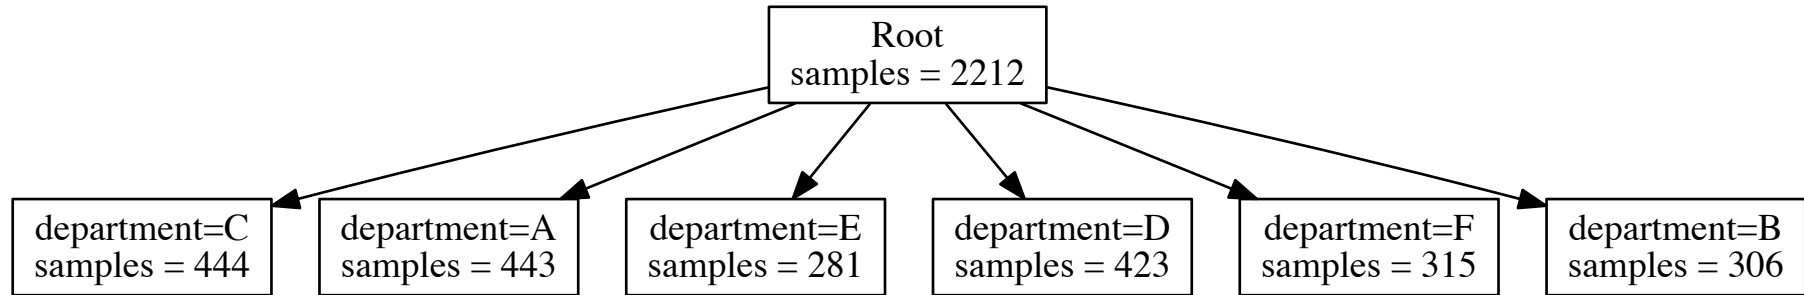 Root
samples = 2212
department=C
samples = 444
department=A
samples = 443
department=E
samples = 281
department=D
samples = 423
department=F
samples = 315
department=B
samples = 306